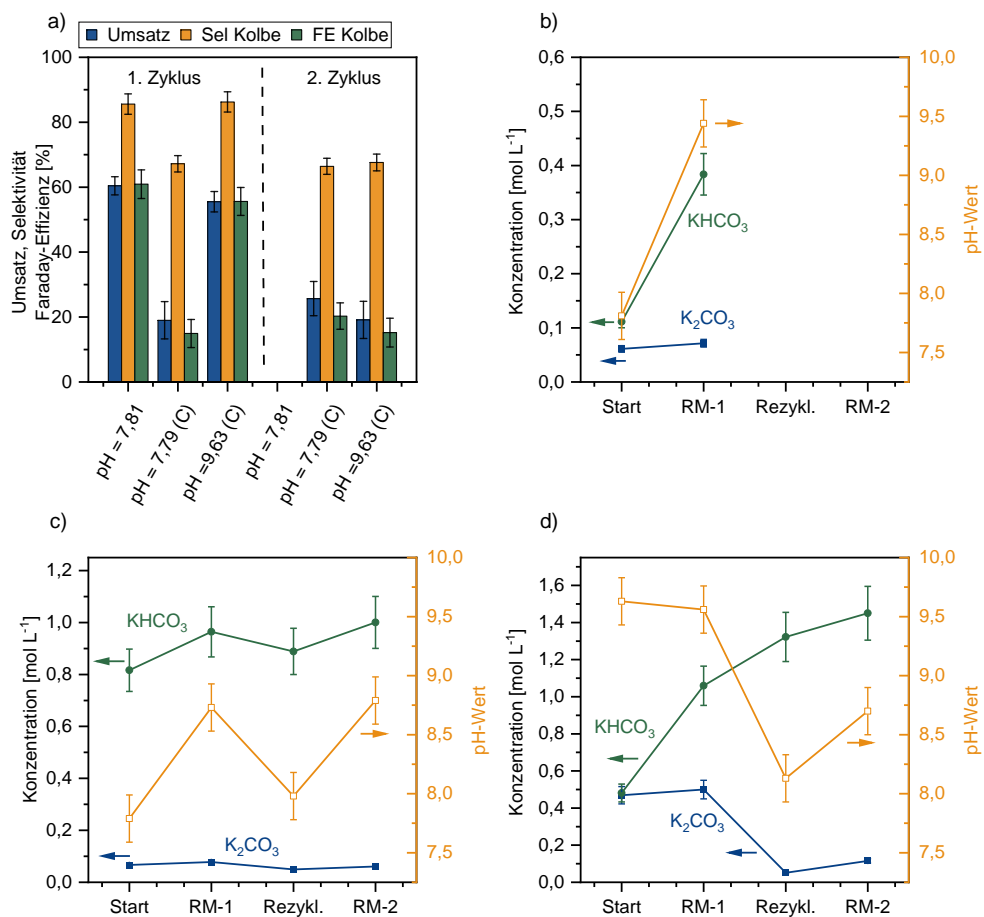 a)
Umsatz Sel Kolbe FE Kolbe
1. Zyklus 2. Zyklus
100
80
60
40
20
0
Umsatz, Selektivität
Faraday-Effizienz [%]
pH = 7,81
pH = 7,79 (C)
pH =9,63 (C)
pH = 7,81
pH = 7,79 (C)
pH =9,63 (C)
b)
0,6
0,5
0,4
0,3
0,2
0,1
0,0
Konzentration [mol L⁻¹]
KHCO₃
K₂CO₃
10,0
9,5
9,0
8,5
8,0
7,5
pH-Wert
Start RM-1 Rezykl. RM-2
c)
1,2
1,0
0,8
0,6
0,4
0,2
0,0
Konzentration [mol L⁻¹]
KHCO₃
K₂CO₃
10,0
9,5
9,0
8,5
8,0
7,5
pH-Wert
Start RM-1 Rezykl. RM-2
d)
1,6
1,4
1,2
1,0
0,8
0,6
0,4
0,2
0,0
Konzentration [mol L⁻¹]
KHCO₃
K₂CO₃
10,0
9,5
9,0
8,5
8,0
7,5
pH-Wert
Start RM-1 Rezykl. RM-2